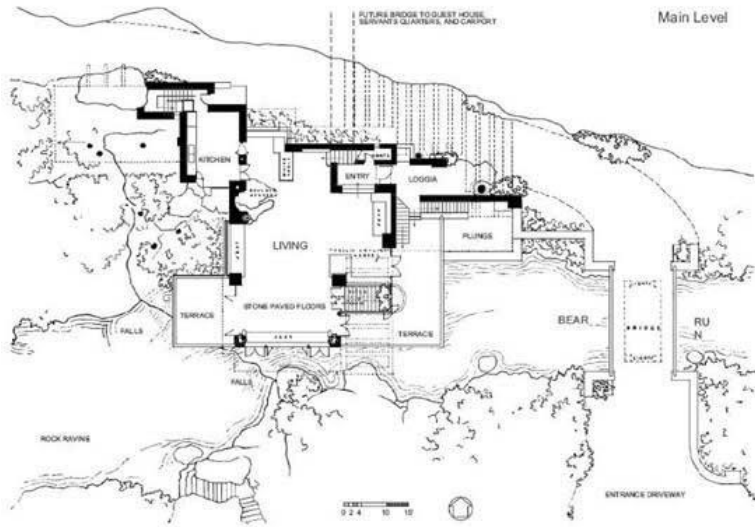 FUTURE BRIDGE TO GUEST HOUSE,
SERVANTS QUARTERS, AND CARPORT
Main Level
KITCHEN
ENTRY
LOGGIA
LIVING
PLUNGE
STONE PAVED FLOORS
TERRACE
TERRACE
BEAR
BRIDGE
RU
N
FALLS
FALLS
ROCK RAVINE
0 2 4 10 15'
ENTRANCE DRIVEWAY